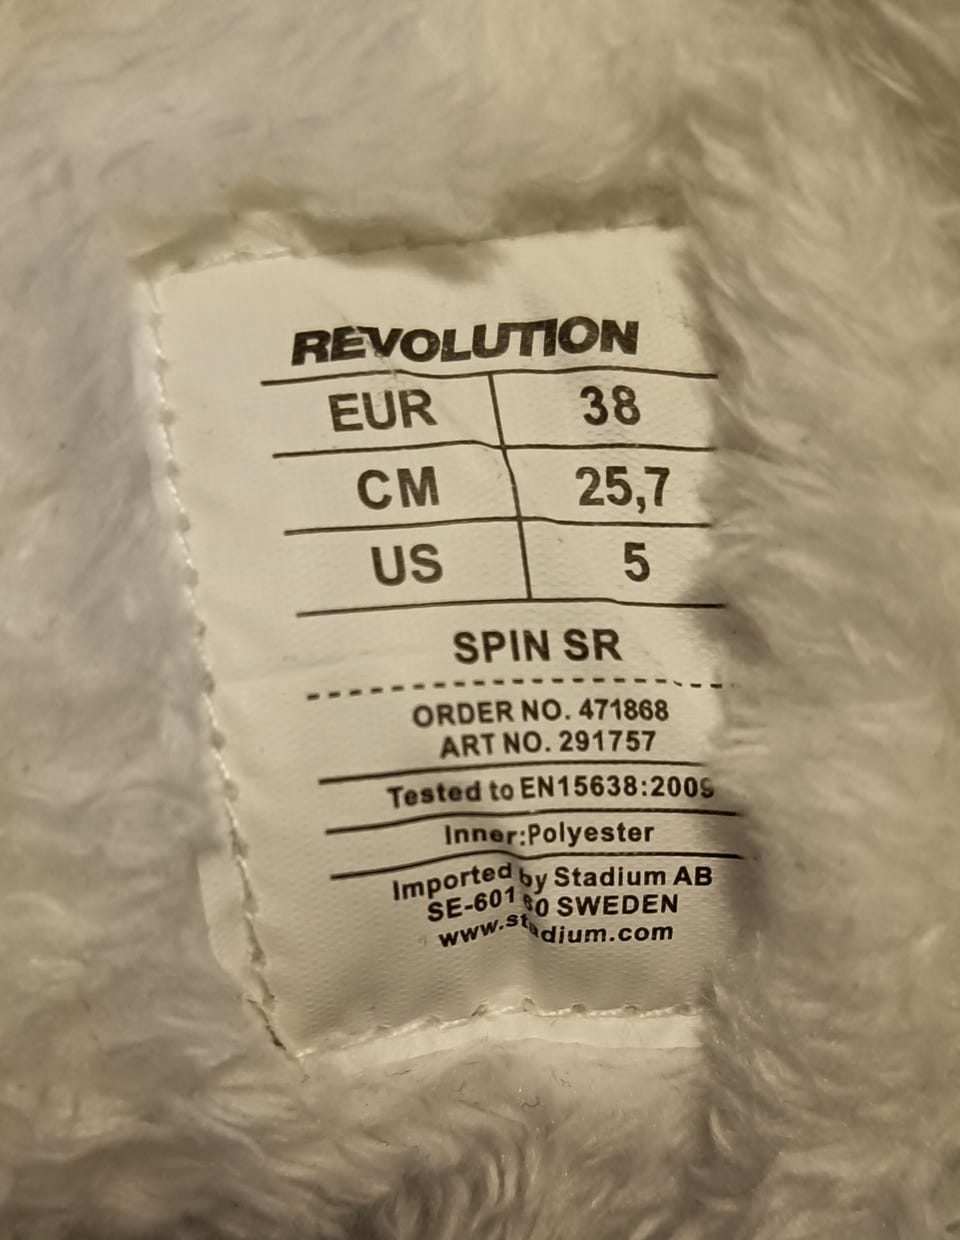 REVOLUTION
EUR 38
CM 25,7
US 5
SPIN SR
ORDER NO. 471868
ART NO. 291757
Tested to EN15638:2009
Inner:Polyester
Imported by Stadium AB
SE-601 60 SWEDEN
www.stadium.com